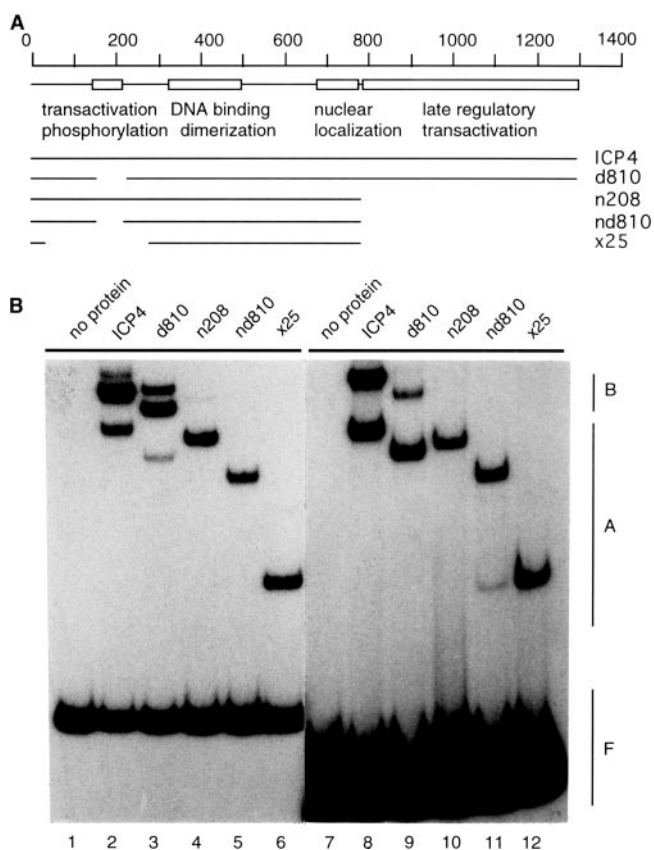 A
0 200 400 600 1000 1200 1400
transactivation DNA binding nuclear late regulatory
phosphorylation dimerization localization transactivation
ICP4
d810
n208
nd810
x25
B
no protein ICP4 d810 n208 nd810 x25 no protein ICP4 d810 n208 nd810 x25
B
A
F
1 2 3 4 5 6 7 8 9 10 11 12